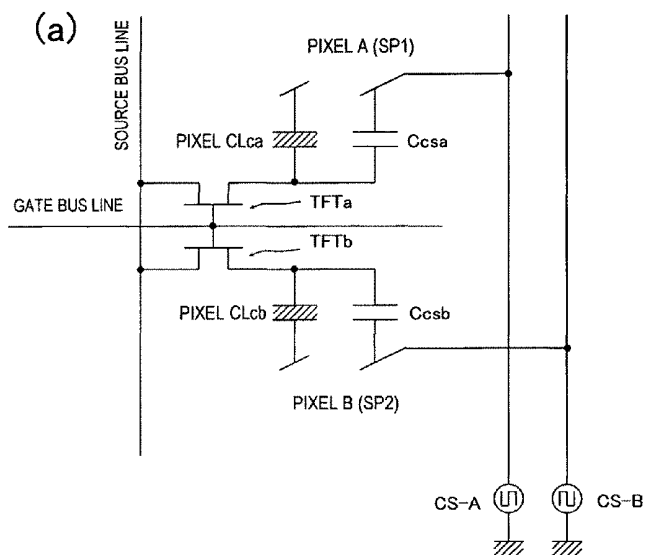 (a)
SOURCE BUS LINE
PIXEL A (SP1)
PIXEL CLca
Ccsa
GATE BUS LINE
TFTa
TFTb
PIXEL CLcb
Ccsb
PIXEL B (SP2)
CS-A
CS-B